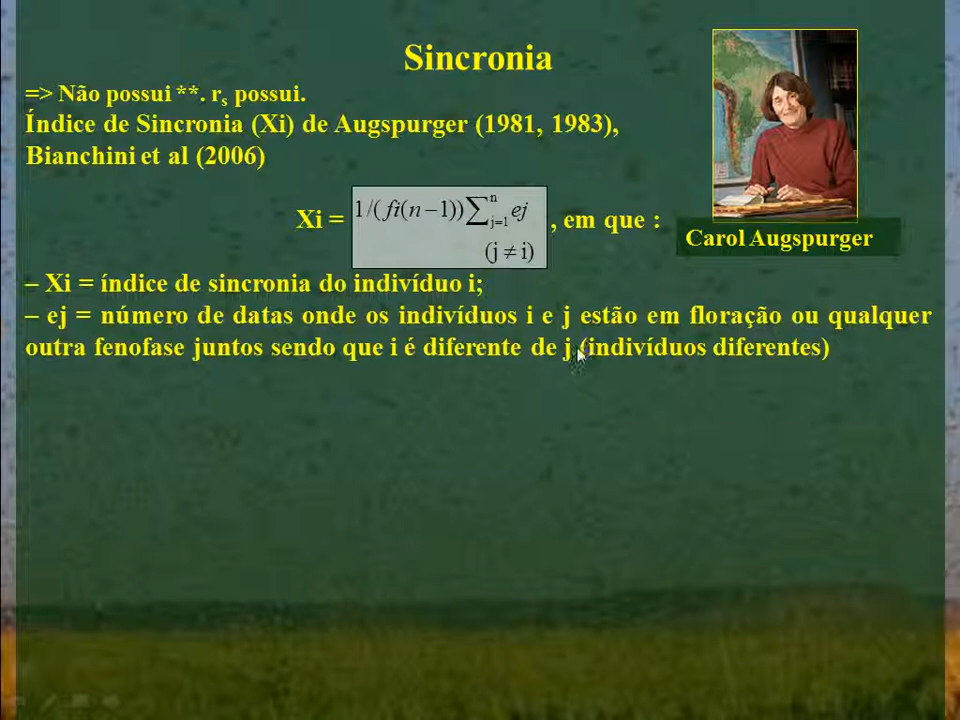 Sincronia
=> Não possui **. rs possui.
Índice de Sincronia (Xi) de Augspurger (1981, 1983),
Bianchini et al (2006)
Xi = 1/( fi(n −1))∑ n j=1 ej , em que :
(j ≠ i)
Carol Augspurger
– Xi = índice de sincronia do indivíduo i;
– ej = número de datas onde os indivíduos i e j estão em floração ou qualquer
outra fenofase juntos sendo que i é diferente de j (indivíduos diferentes)